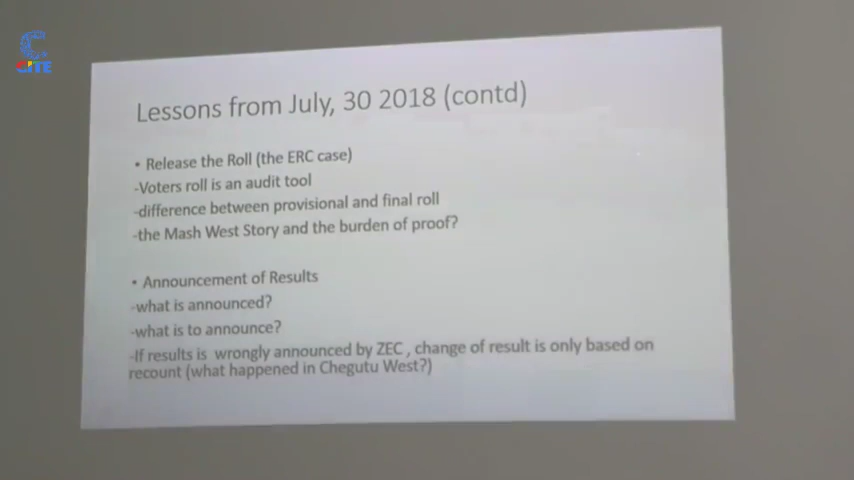 CITE
Lessons from July, 30 2018 (contd)
• Release the Roll (the ERC case)
-Voters roll is an audit tool
-difference between provisional and final roll
-the Mash West Story and the burden of proof?
• Announcement of Results
-what is announced?
-what is to announce?
-If results is wrongly announced by ZEC , change of result is only based on
recount (what happened in Chegutu West?)